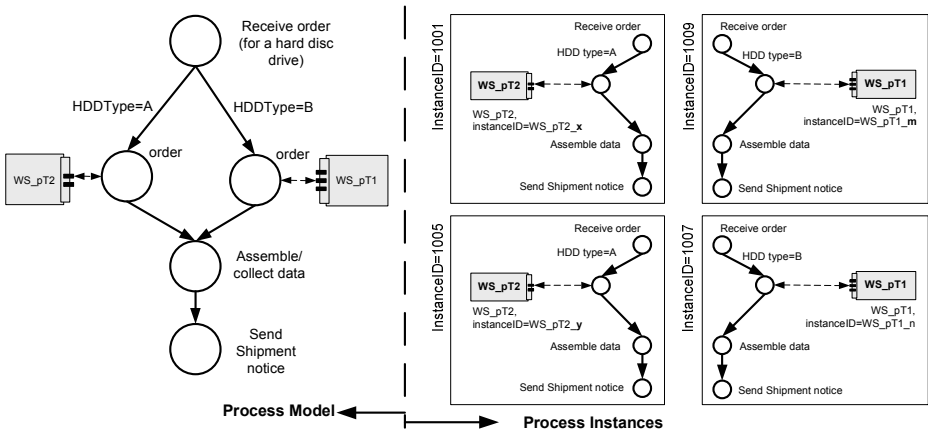 Receive order
(for a hard disc
drive)
HDDType=A
HDDType=B
order
order
WS_pT2
WS_pT1
Assemble/
collect data
Send
Shipment
notice
Process Model
InstanceID=1001
Receive order
HDD type=A
WS_pT2
WS_pT2,
instanceID=WS_pT2_x
Assemble data
Send Shipment notice
InstanceID=1009
Receive order
HDD type=B
WS_pT1
WS_pT1,
instanceID=WS_pT1_m
Assemble data
Send Shipment notice
InstanceID=1005
Receive order
HDD type=A
WS_pT2
WS_pT2,
instanceID=WS_pT2_y
Assemble data
Send Shipment notice
InstanceID=1007
Receive order
HDD type=B
WS_pT1
WS_pT1,
instanceID=WS_pT1_n
Assemble data
Send Shipment notice
Process Instances